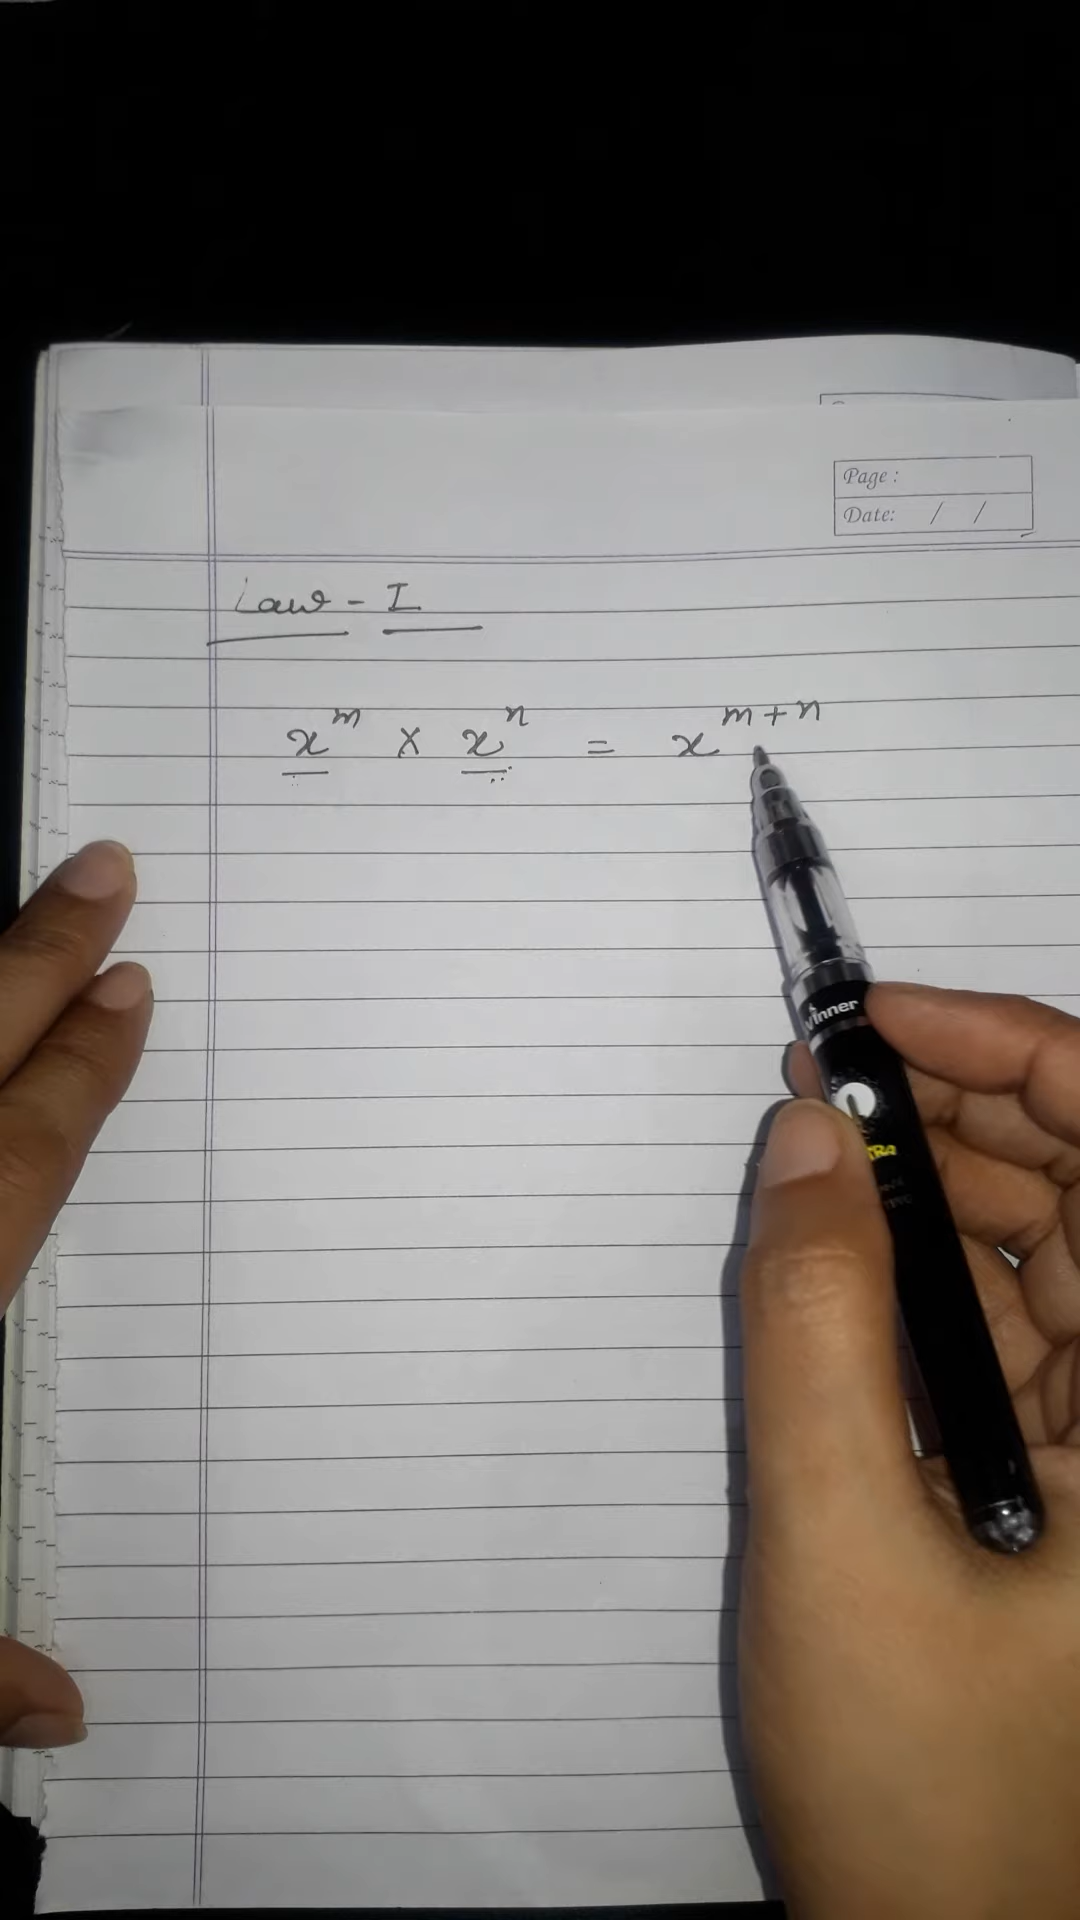 Page :
Date: / /
Law - I
x^m × x^n = x^(m+n)
Winner